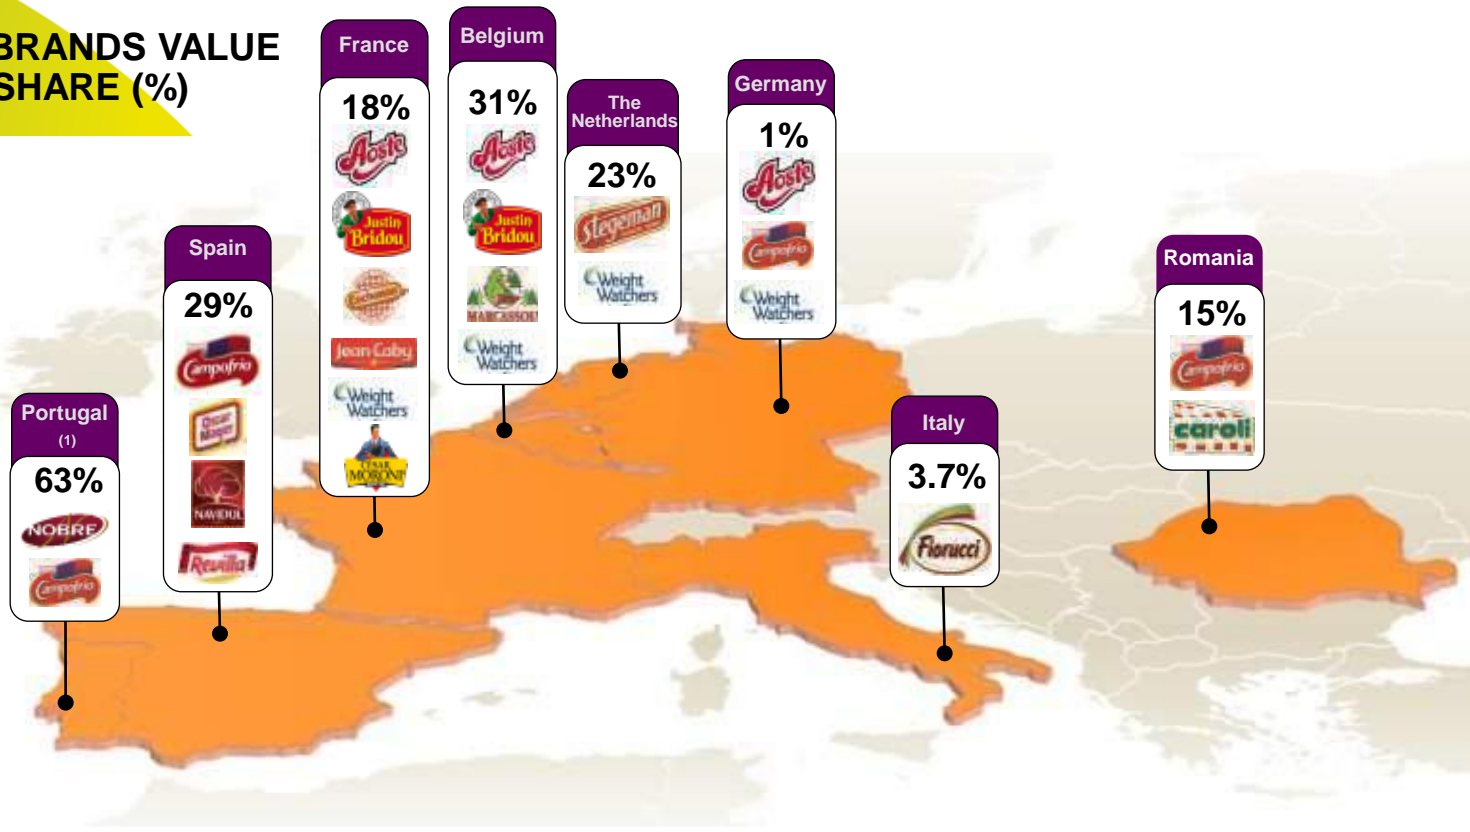 BRANDS VALUE
SHARE (%)
Portugal
(1)
63%
NOBRE
Campofrio
Spain
29%
Campofrio
Oscar
Mayer
NAVIDUL
Revilla
France
18%
Aoste
Justin
Bridou
Cochonou
Jean Caby
Weight
Watchers
CÉSAR
MORONI
Belgium
31%
Aoste
Justin
Bridou
MARCASSOU
Weight
Watchers
The
Netherlands
23%
Stegeman
Weight
Watchers
Germany
1%
Aoste
Campofrio
Weight
Watchers
Italy
3.7%
Fiorucci
Romania
15%
Campofrio
caroli